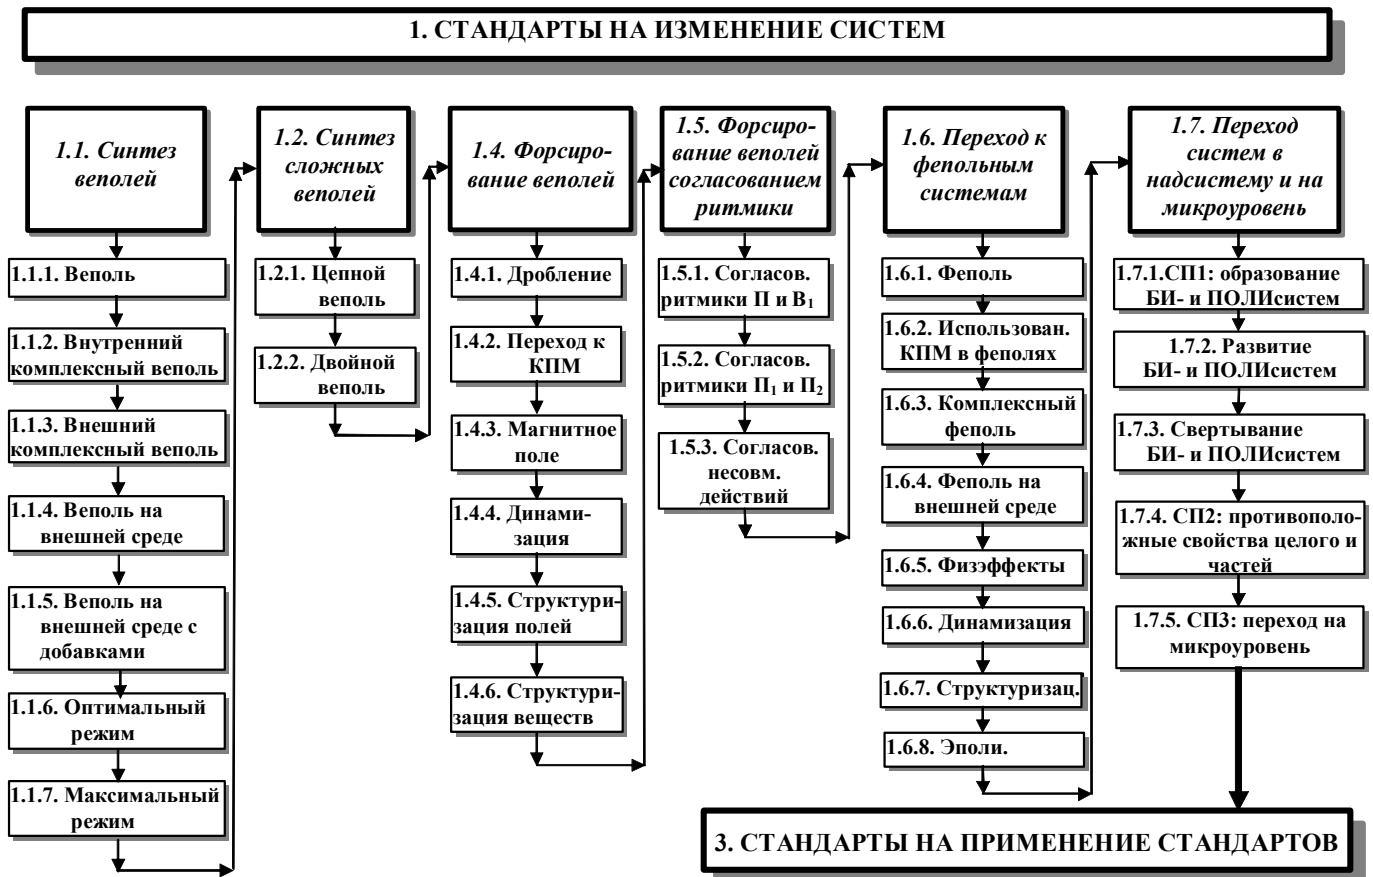 1. СТАНДАРТЫ НА ИЗМЕНЕНИЕ СИСТЕМ
1.1. Синтез
веполей
1.1.1. Веполь
1.1.2. Внутренний
комплексный веполь
1.1.3. Внешний
комплексный веполь
1.1.4. Веполь на
внешней среде
1.1.5. Веполь на
внешней среде с
добавками
1.1.6. Оптимальный
режим
1.1.7. Максимальный
режим
1.2. Синтез
сложных
веполей
1.2.1. Цепной
веполь
1.2.2. Двойной
веполь
1.4. Форсиро-
вание веполей
1.4.1. Дробление
1.4.2. Переход к
КПМ
1.4.3. Магнитное
поле
1.4.4. Динами-
зация
1.4.5. Структури-
зация полей
1.4.6. Структури-
зация веществ
1.5. Форсиро-
вание веполей
согласованием
ритмики
1.5.1. Согласов.
ритмики П и В₁
1.5.2. Согласов.
ритмики П₁ и П₂
1.5.3. Согласов.
несовм.
действий
1.6. Переход к
фепольным
системам
1.6.1. Феполь
1.6.2. Использован.
КПМ в феполях
1.6.3. Комплексный
феполь
1.6.4. Феполь на
внешней среде
1.6.5. Физэффекты
1.6.6. Динамизация
1.6.7. Структуризац.
1.6.8. Эполи.
1.7. Переход
систем в
надсистему и на
микроуровень
1.7.1.СП1: образование
БИ- и ПОЛИсистем
1.7.2. Развитие
БИ- и ПОЛИсистем
1.7.3. Свертывание
БИ- и ПОЛИсистем
1.7.4. СП2: противополо-
жные свойства целого и
частей
1.7.5. СП3: переход на
микроуровень
3. СТАНДАРТЫ НА ПРИМЕНЕНИЕ СТАНДАРТОВ